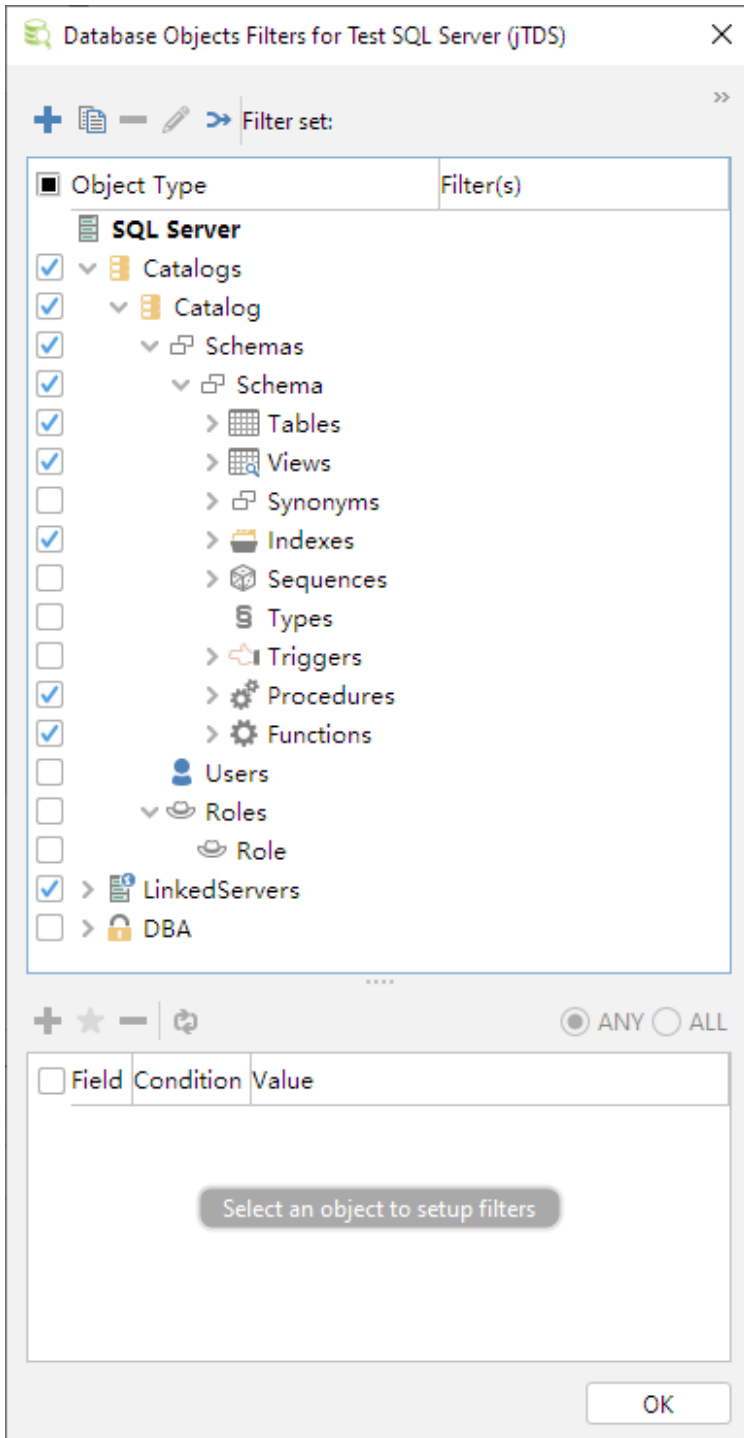 Database Objects Filters for Test SQL Server (jTDS)
Filter set:
Object Type Filter(s)
SQL Server
Catalogs
Catalog
Schemas
Schema
Tables
Views
Synonyms
Indexes
Sequences
Types
Triggers
Procedures
Functions
Users
Roles
Role
LinkedServers
DBA
ANY ALL
Field Condition Value
Select an object to setup filters
OK